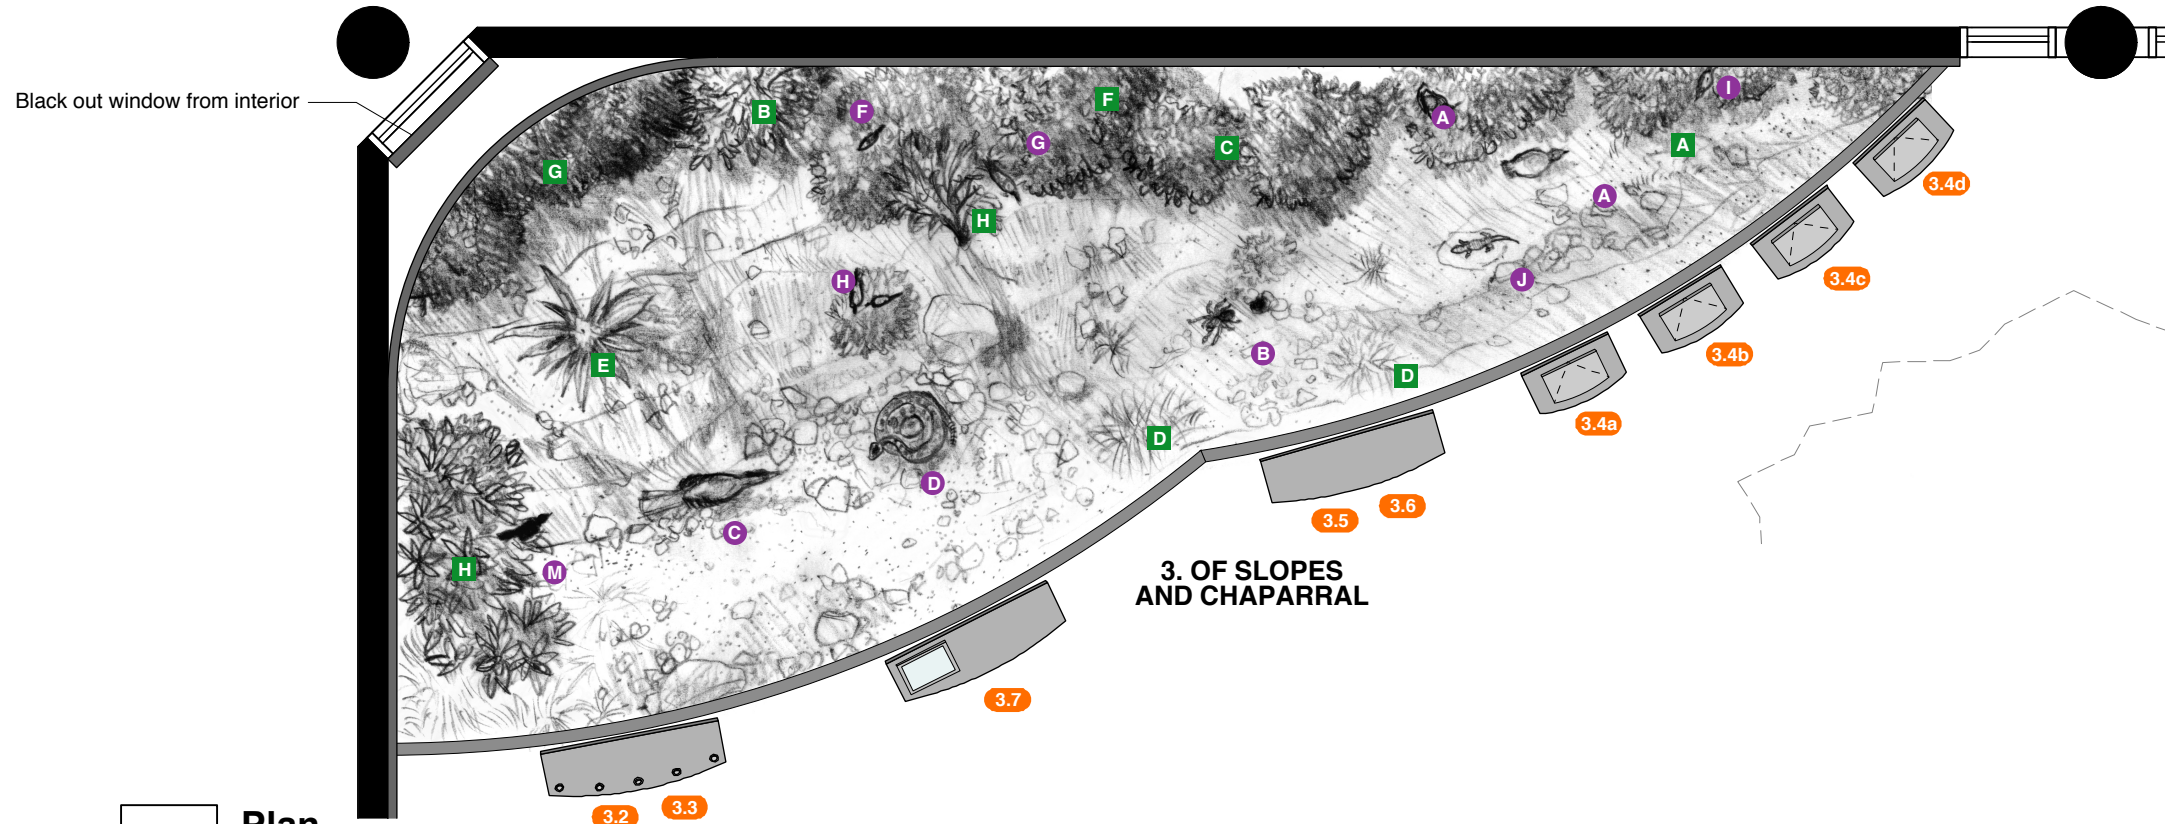 Black out window from interior
B
F
F
G
C
A
I
A
G
A
H
H
J
E
B
D
D
D
C
H
M
3.4d
3.4c
3.4b
3.4a
3.6
3.5
3. OF SLOPES
AND CHAPARRAL
3.7
3.3
3.2
Plan